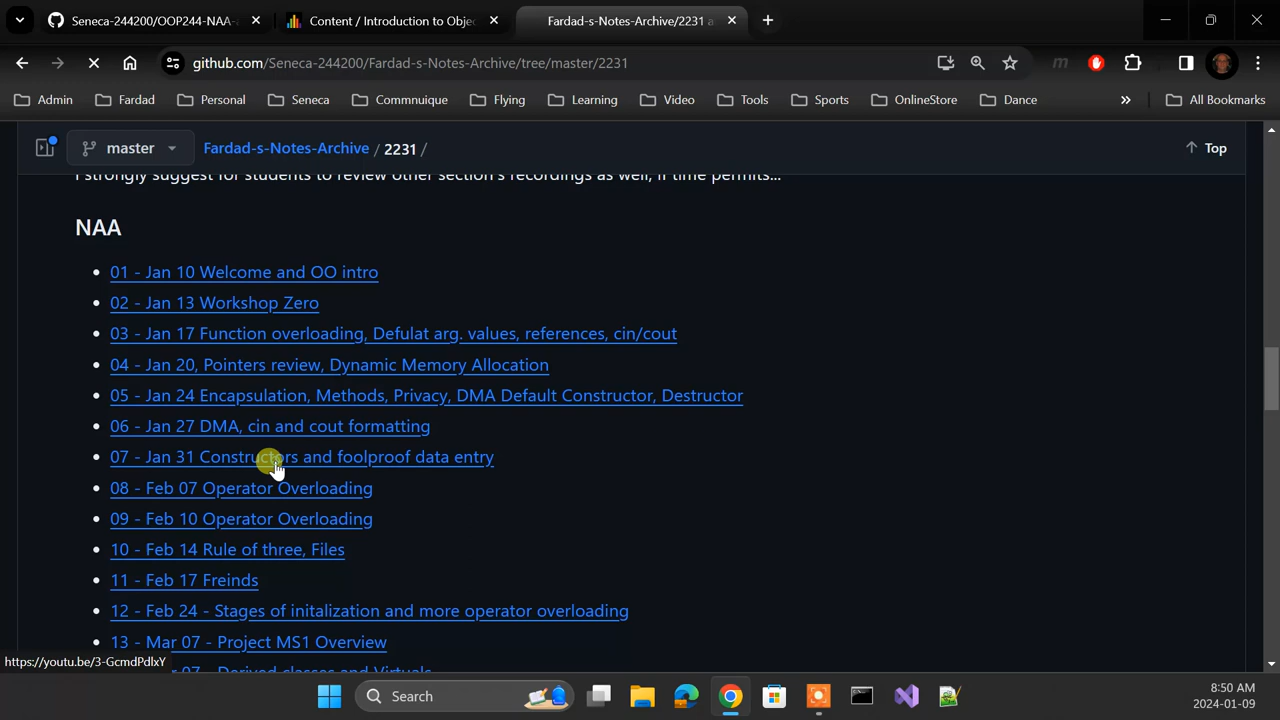 Seneca-244200/OOP244-NAA-
Content / Introduction to Objec
Fardad-s-Notes-Archive/2231 a
github.com/Seneca-244200/Fardad-s-Notes-Archive/tree/master/2231
Admin Fardad Personal Seneca Commnuique Flying Learning Video Tools Sports OnlineStore Dance » All Bookmarks
master Fardad-s-Notes-Archive / 2231 / Top
I strongly suggest for students to review other section's recordings as well, if time permits...
NAA
01 - Jan 10 Welcome and OO intro
02 - Jan 13 Workshop Zero
03 - Jan 17 Function overloading, Defulat arg. values, references, cin/cout
04 - Jan 20, Pointers review, Dynamic Memory Allocation
05 - Jan 24 Encapsulation, Methods, Privacy, DMA Default Constructor, Destructor
06 - Jan 27 DMA, cin and cout formatting
07 - Jan 31 Constructors and foolproof data entry
08 - Feb 07 Operator Overloading
09 - Feb 10 Operator Overloading
10 - Feb 14 Rule of three, Files
11 - Feb 17 Freinds
12 - Feb 24 - Stages of initalization and more operator overloading
13 - Mar 07 - Project MS1 Overview
https://youtu.be/3-GcmdPdlxY
07 - Derived classes and Virtuals
Search
8:50 AM
2024-01-09